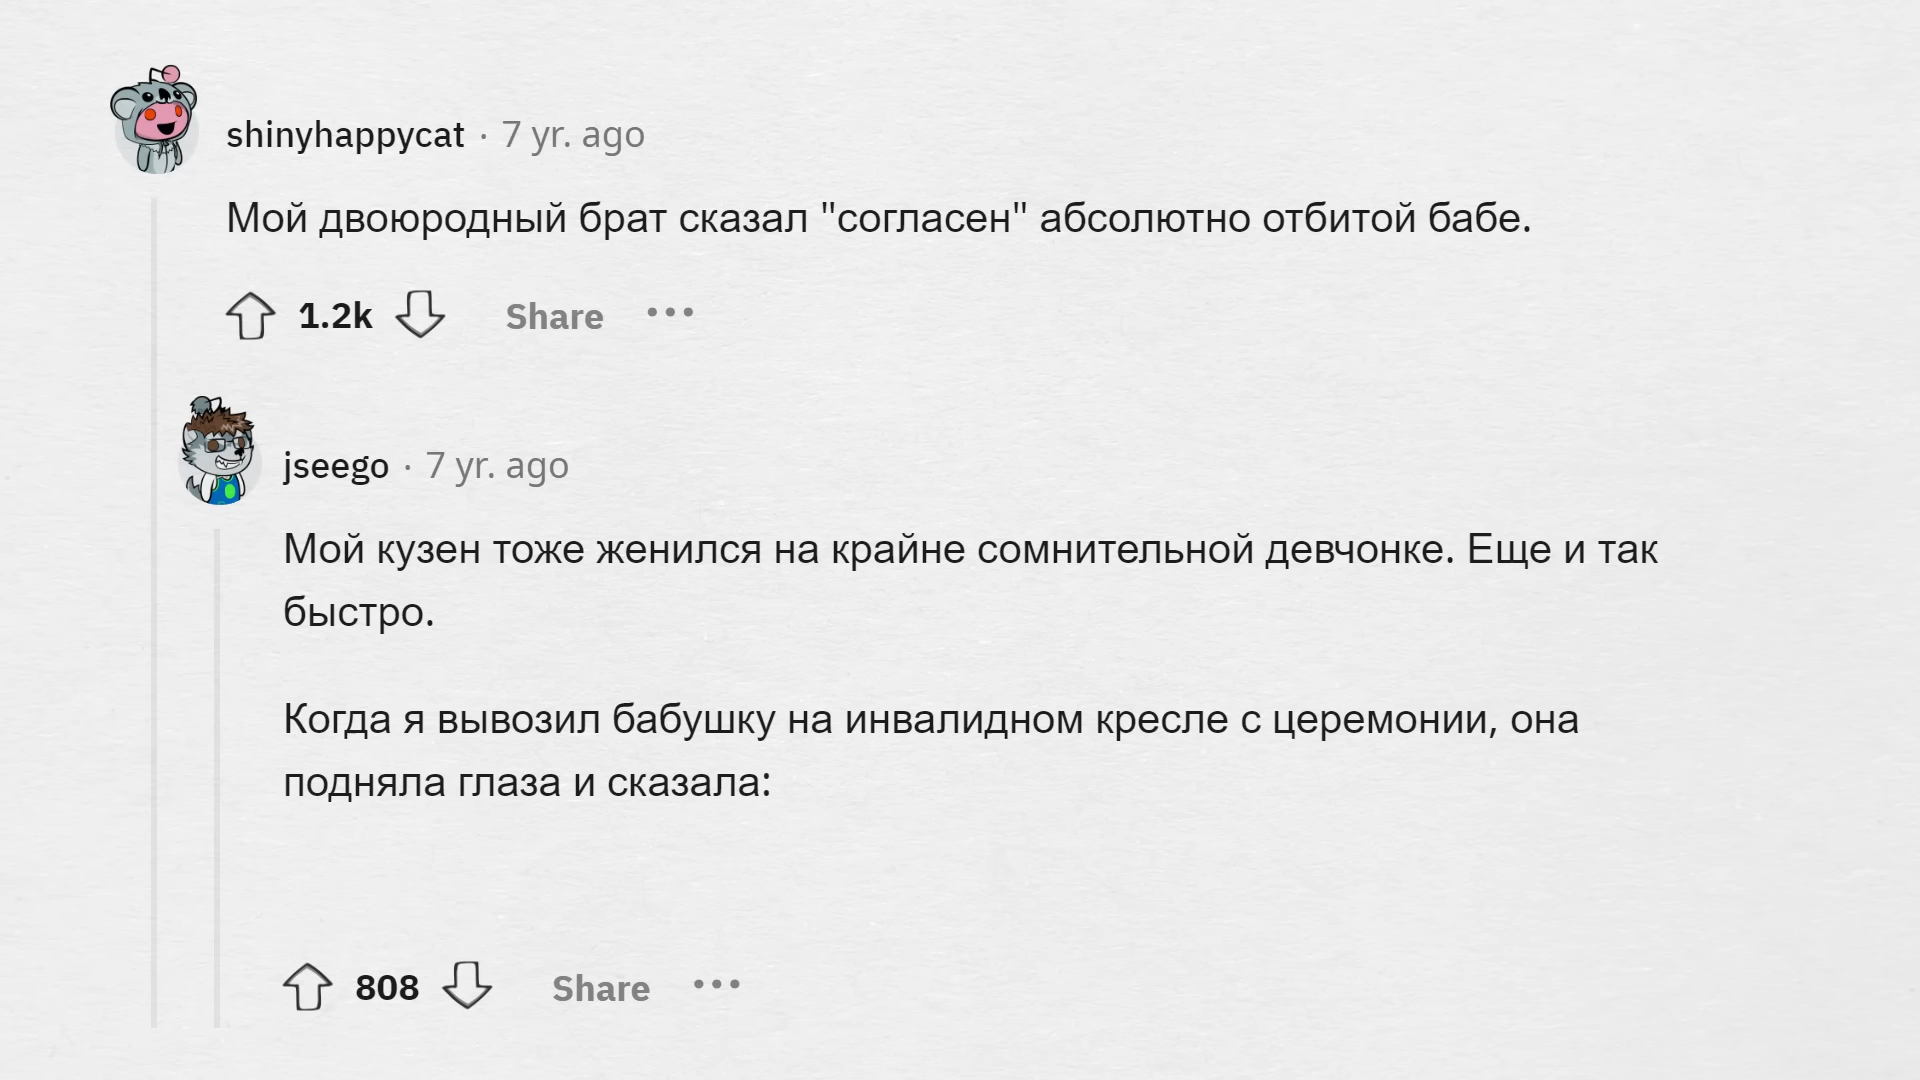 shinyhappycat · 7 yr. ago
Мой двоюродный брат сказал "согласен" абсолютно отбитой бабе.
1.2k Share •••
jseego · 7 yr. ago
Мой кузен тоже женился на крайне сомнительной девчонке. Еще и так
быстро.
Когда я вывозил бабушку на инвалидном кресле с церемонии, она
подняла глаза и сказала:
808 Share •••